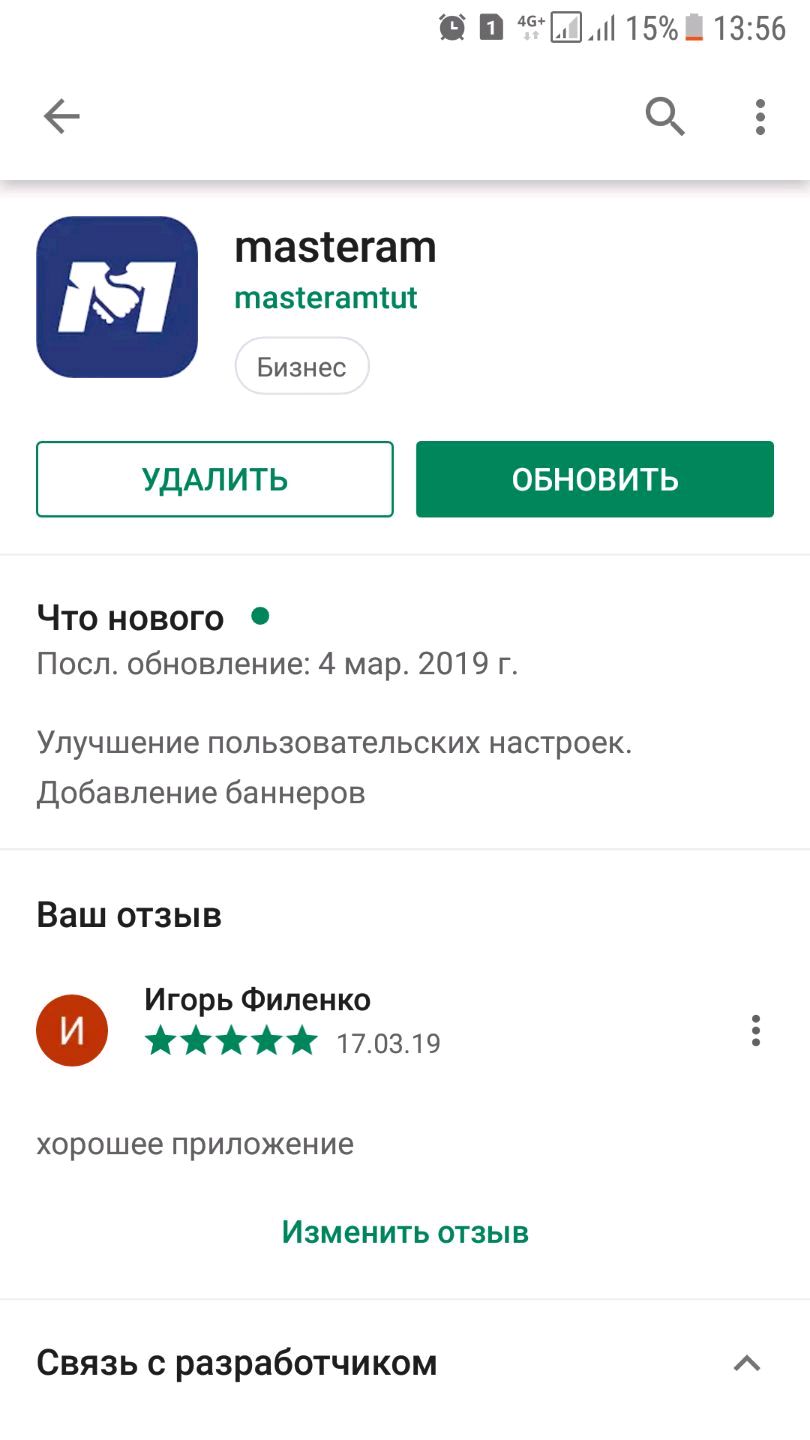 1 4G+ 15% 13:56
masteram
masteramtut
Бизнес
УДАЛИТЬ
ОБНОВИТЬ
Что нового
Посл. обновление: 4 мар. 2019 г.
Улучшение пользовательских настроек.
Добавление баннеров
Ваш отзыв
И
Игорь Филенко
17.03.19
хорошее приложение
Изменить отзыв
Связь с разработчиком